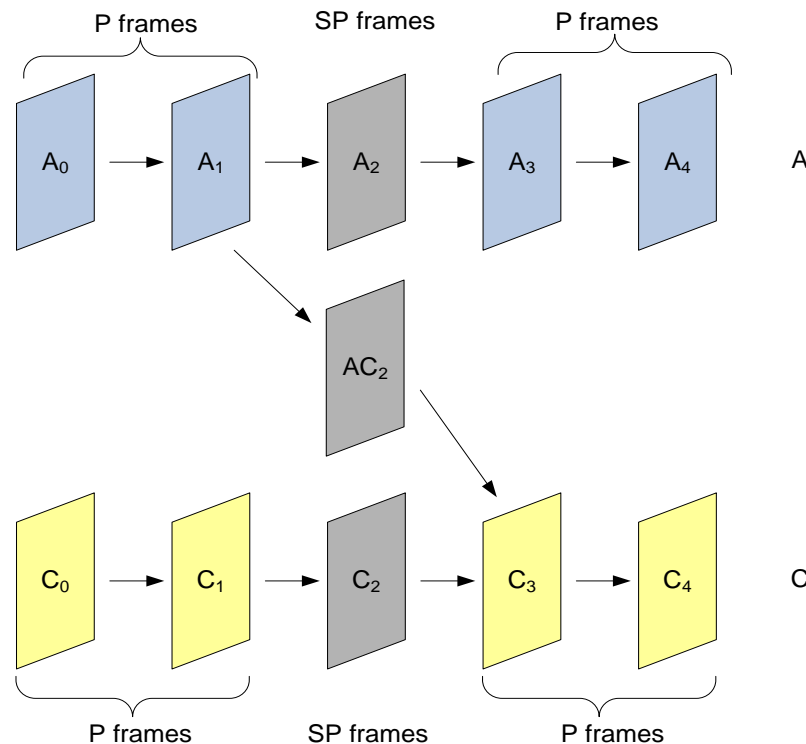 P frames SP frames P frames
A₀ A₁ A₂ A₃ A₄ A
AC₂
C₀ C₁ C₂ C₃ C₄ C
P frames SP frames P frames